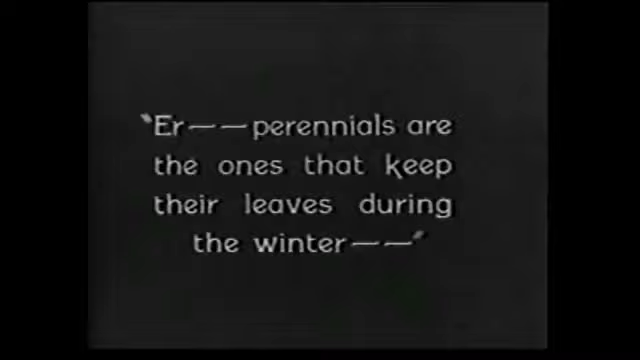 "Er——perennials are
the ones that keep
their leaves during
the winter——"